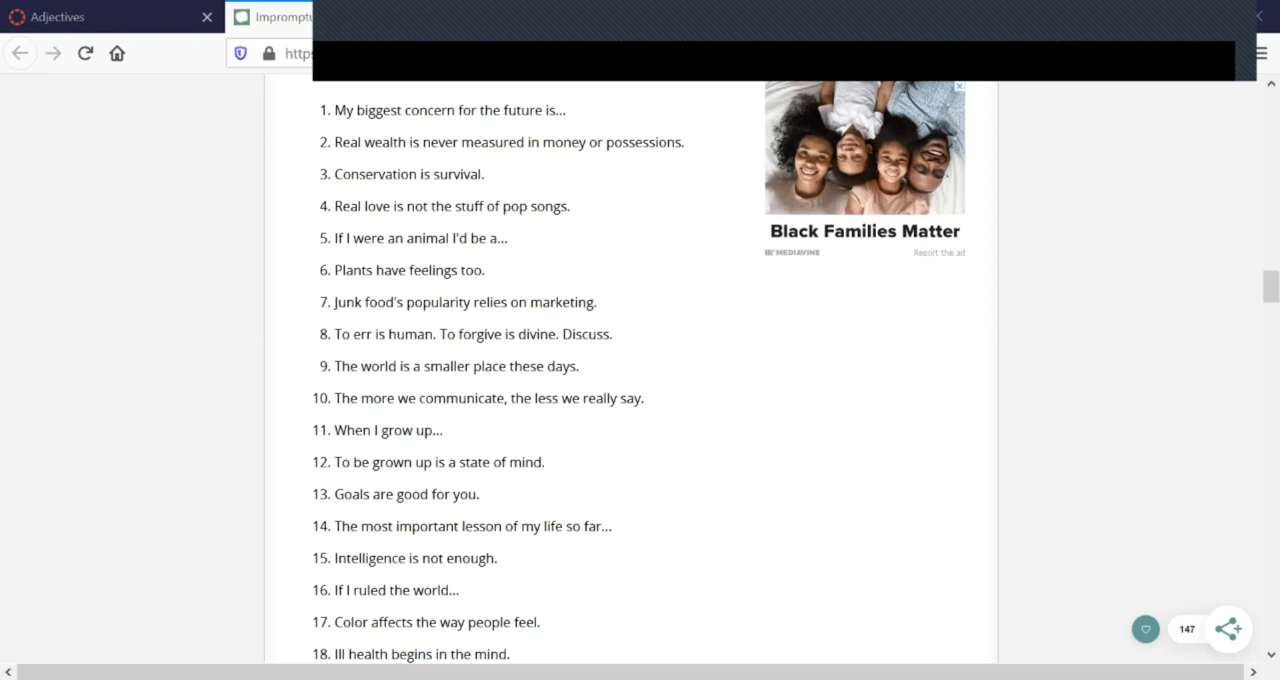 Adjectives
Impromptu
https
1. My biggest concern for the future is...
2. Real wealth is never measured in money or possessions.
3. Conservation is survival.
4. Real love is not the stuff of pop songs.
5. If I were an animal I'd be a...
6. Plants have feelings too.
7. Junk food's popularity relies on marketing.
8. To err is human. To forgive is divine. Discuss.
9. The world is a smaller place these days.
10. The more we communicate, the less we really say.
11. When I grow up...
12. To be grown up is a state of mind.
13. Goals are good for you.
14. The most important lesson of my life so far...
15. Intelligence is not enough.
16. If I ruled the world...
17. Color affects the way people feel.
18. Ill health begins in the mind.
Black Families Matter
MEDIAVINE
Report this ad
147